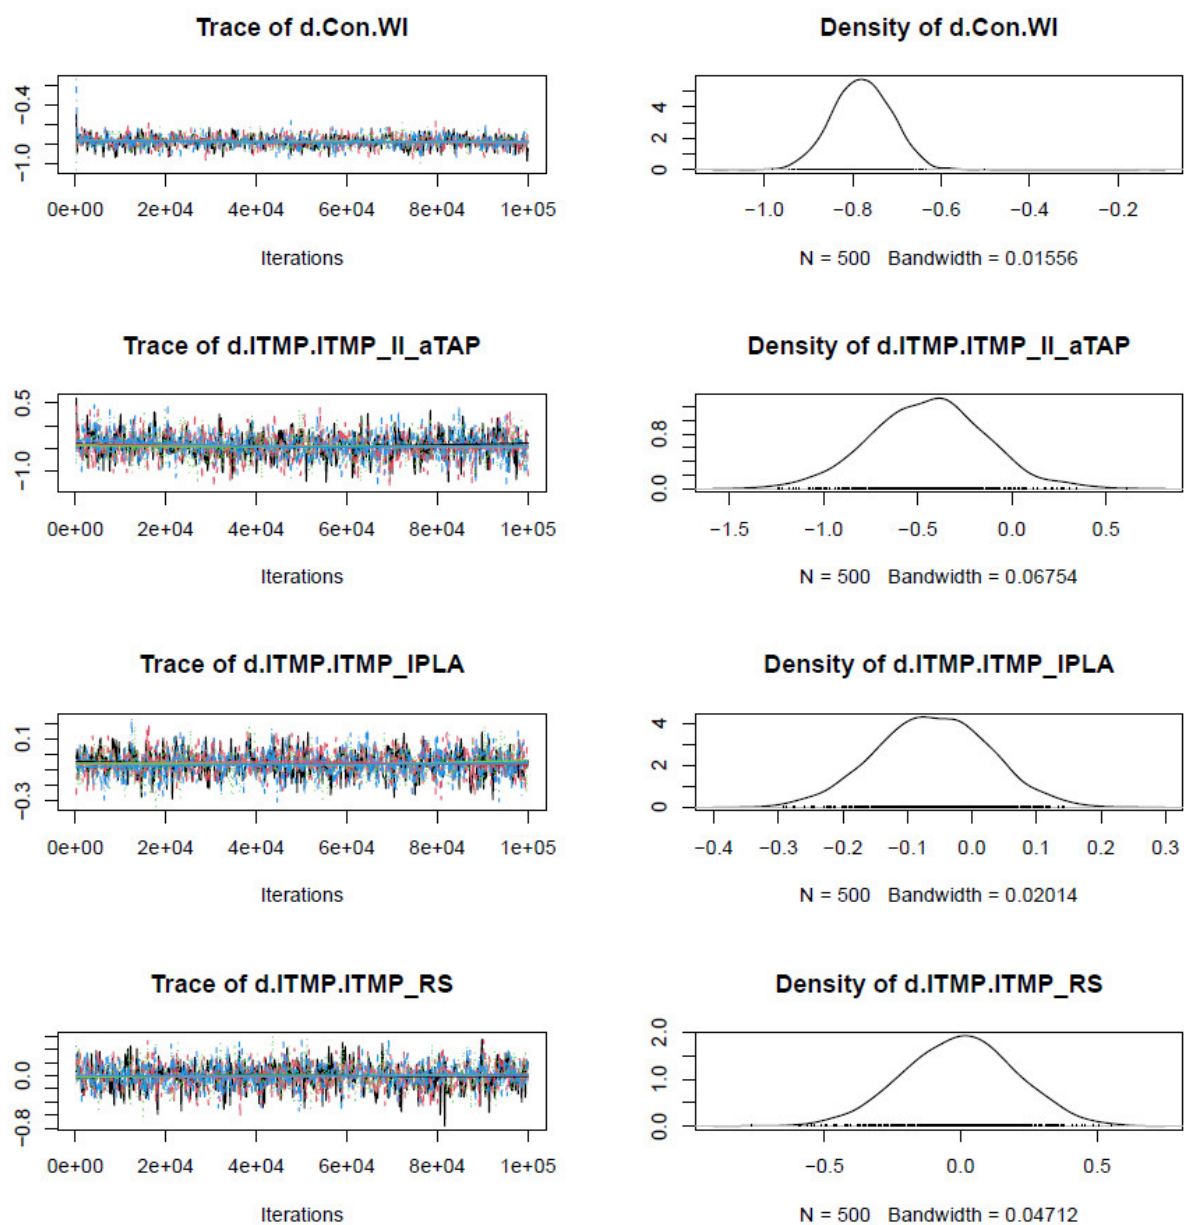 Trace of d.Con.WI
Density of d.Con.WI
−0.4
−1.0
0e+00 2e+04 4e+04 6e+04 8e+04 1e+05
Iterations
4
2
0
−1.0 −0.8 −0.6 −0.4 −0.2
N = 500 Bandwidth = 0.01556
Trace of d.ITMP.ITMP_II_aTAP
Density of d.ITMP.ITMP_II_aTAP
0.5
−1.0
0e+00 2e+04 4e+04 6e+04 8e+04 1e+05
Iterations
0.8
0.0
−1.5 −1.0 −0.5 0.0 0.5
N = 500 Bandwidth = 0.06754
Trace of d.ITMP.ITMP_IPLA
Density of d.ITMP.ITMP_IPLA
0.1
−0.3
0e+00 2e+04 4e+04 6e+04 8e+04 1e+05
Iterations
4
2
0
−0.4 −0.3 −0.2 −0.1 0.0 0.1 0.2 0.3
N = 500 Bandwidth = 0.02014
Trace of d.ITMP.ITMP_RS
Density of d.ITMP.ITMP_RS
0.0
−0.8
0e+00 2e+04 4e+04 6e+04 8e+04 1e+05
Iterations
2.0
1.0
0.0
−0.5 0.0 0.5
N = 500 Bandwidth = 0.04712